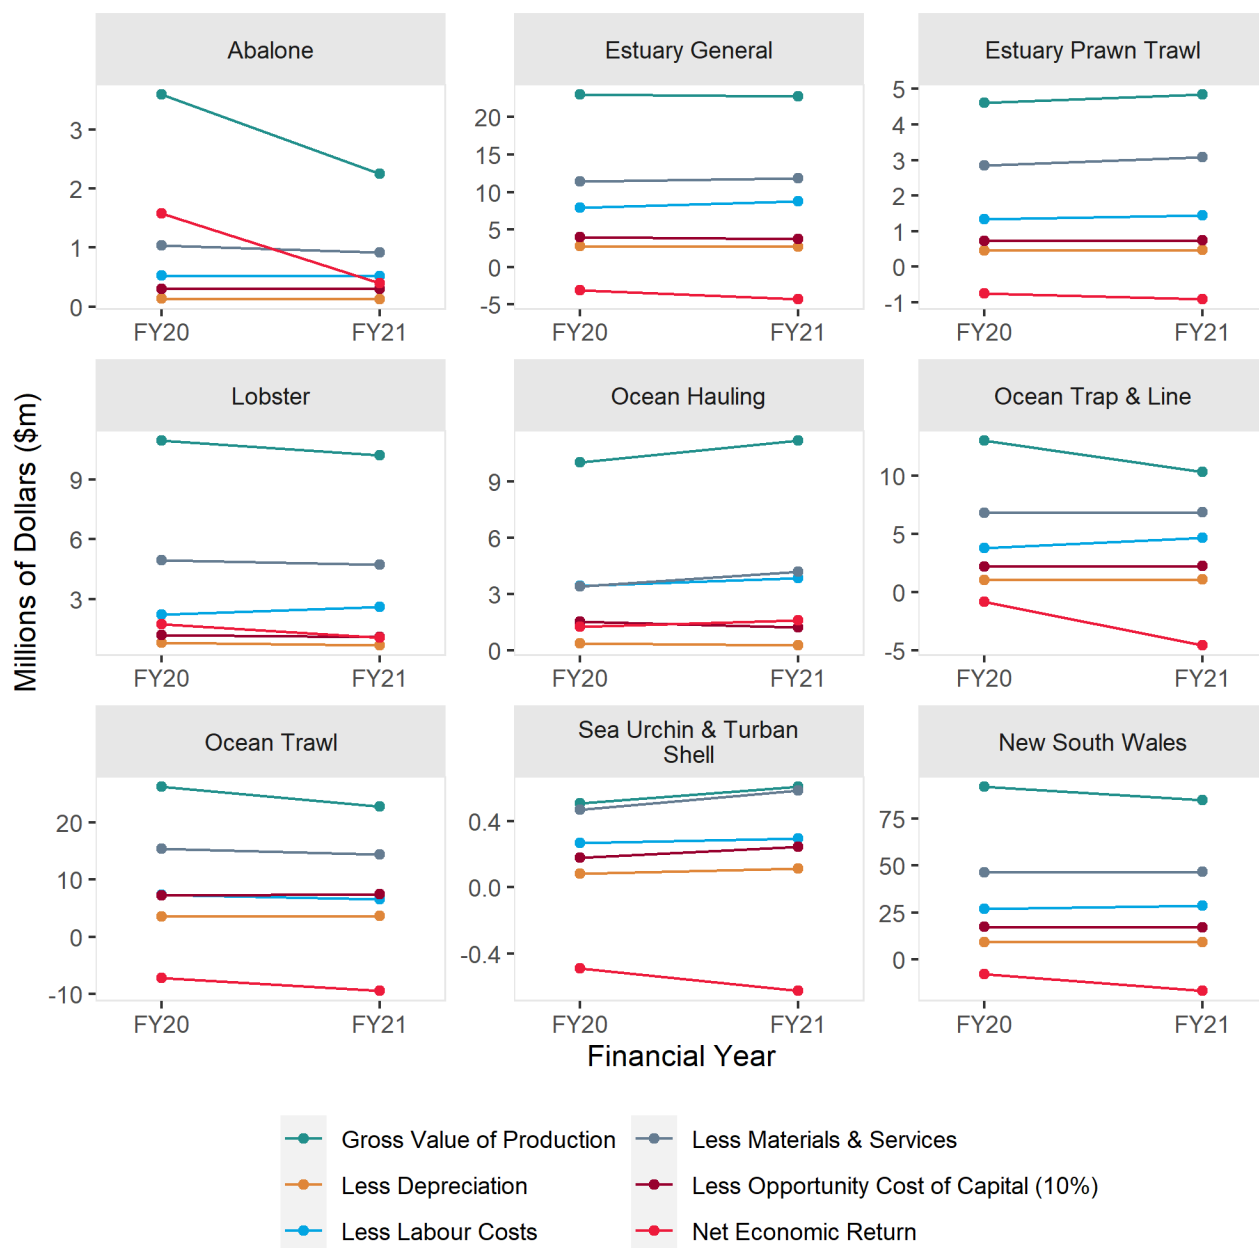 Abalone
Estuary General
Estuary Prawn Trawl
3
2
1
0
20
15
10
5
0
-5
5
4
3
2
1
0
-1
FY20
FY21
FY20
FY21
FY20
FY21
Lobster
Ocean Hauling
Ocean Trap & Line
9
6
3
9
6
3
0
10
5
0
-5
FY20
FY21
FY20
FY21
FY20
FY21
Ocean Trawl
Sea Urchin & Turban
Shell
New South Wales
20
10
0
-10
0.4
0.0
-0.4
75
50
25
0
FY20
FY21
FY20
FY21
FY20
FY21
Millions of Dollars ($m)
Financial Year
Gross Value of Production
Less Depreciation
Less Labour Costs
Less Materials & Services
Less Opportunity Cost of Capital (10%)
Net Economic Return